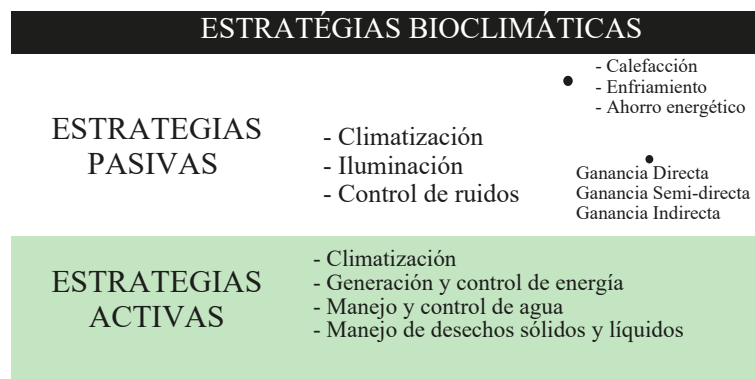 ESTRATÉGIAS BIOCLIMÁTICAS
ESTRATEGIAS
PASIVAS
- Climatización
- Iluminación
- Control de ruidos
- Calefacción
- Enfriamiento
- Ahorro energético
Ganancia Directa
Ganancia Semi-directa
Ganancia Indirecta
ESTRATEGIAS
ACTIVAS
- Climatización
- Generación y control de energía
- Manejo y control de agua
- Manejo de desechos sólidos y líquidos